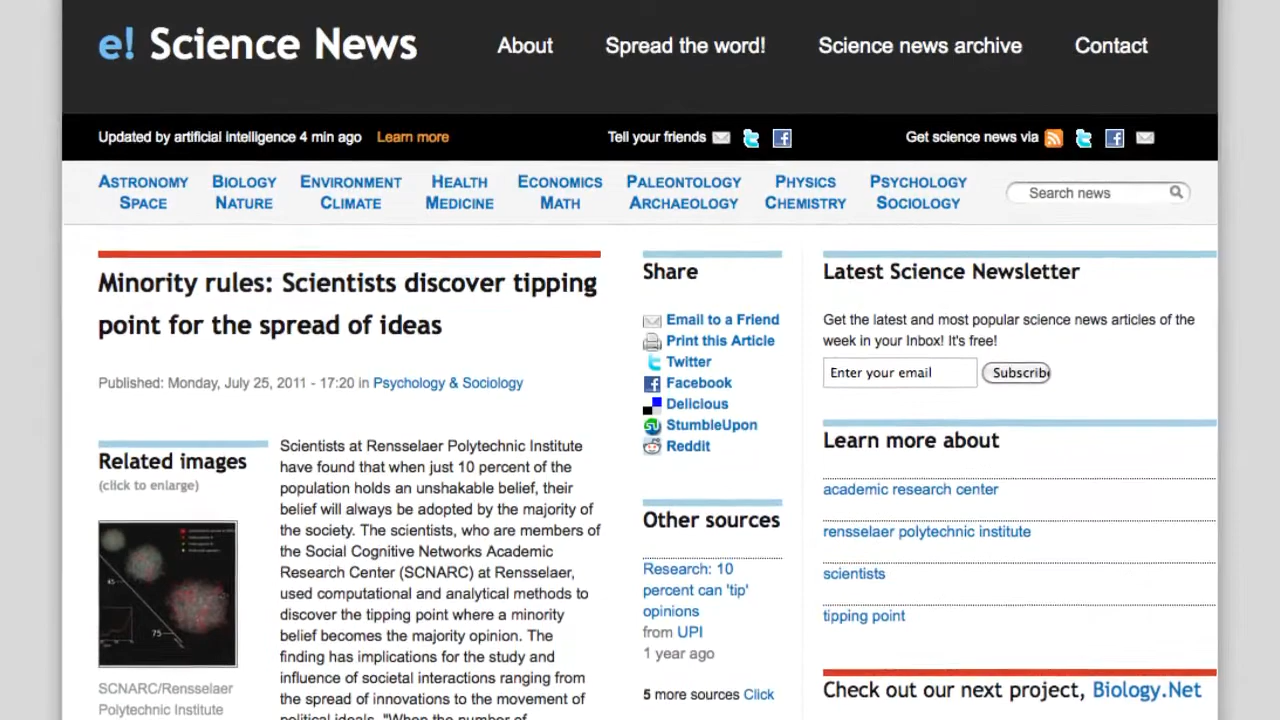 e! Science News
About
Spread the word!
Science news archive
Contact
Updated by artificial intelligence 4 min ago Learn more
Tell your friends
Get science news via
ASTRONOMY
SPACE
BIOLOGY
NATURE
ENVIRONMENT
CLIMATE
HEALTH
MEDICINE
ECONOMICS
MATH
PALEONTOLOGY
ARCHAEOLOGY
PHYSICS
CHEMISTRY
PSYCHOLOGY
SOCIOLOGY
Search news
Minority rules: Scientists discover tipping
point for the spread of ideas
Published: Monday, July 25, 2011 - 17:20 in Psychology & Sociology
Related images
(click to enlarge)
45
75
SCNARC/Rensselaer
Polytechnic Institute
Scientists at Rensselaer Polytechnic Institute
have found that when just 10 percent of the
population holds an unshakable belief, their
belief will always be adopted by the majority of
the society. The scientists, who are members of
the Social Cognitive Networks Academic
Research Center (SCNARC) at Rensselaer,
used computational and analytical methods to
discover the tipping point where a minority
belief becomes the majority opinion. The
finding has implications for the study and
influence of societal interactions ranging from
the spread of innovations to the movement of
political ideals. "When the number of
Share
Email to a Friend
Print this Article
Twitter
Facebook
Delicious
StumbleUpon
Reddit
Other sources
Research: 10
percent can 'tip'
opinions
from UPI
1 year ago
5 more sources Click
Latest Science Newsletter
Get the latest and most popular science news articles of the
week in your Inbox! It's free!
Enter your email
Subscribe
Learn more about
academic research center
rensselaer polytechnic institute
scientists
tipping point
Check out our next project, Biology.Net